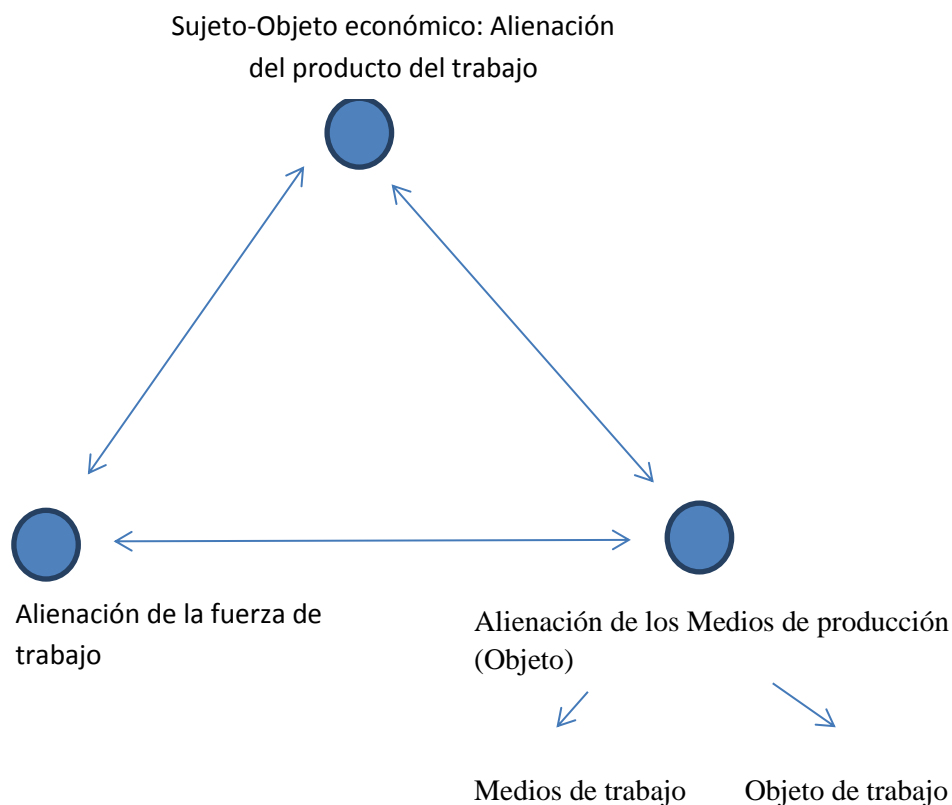 Sujeto-Objeto económico: Alienación
del producto del trabajo
Alienación de la fuerza de
trabajo
Alienación de los Medios de producción
(Objeto)
Medios de trabajo
Objeto de trabajo